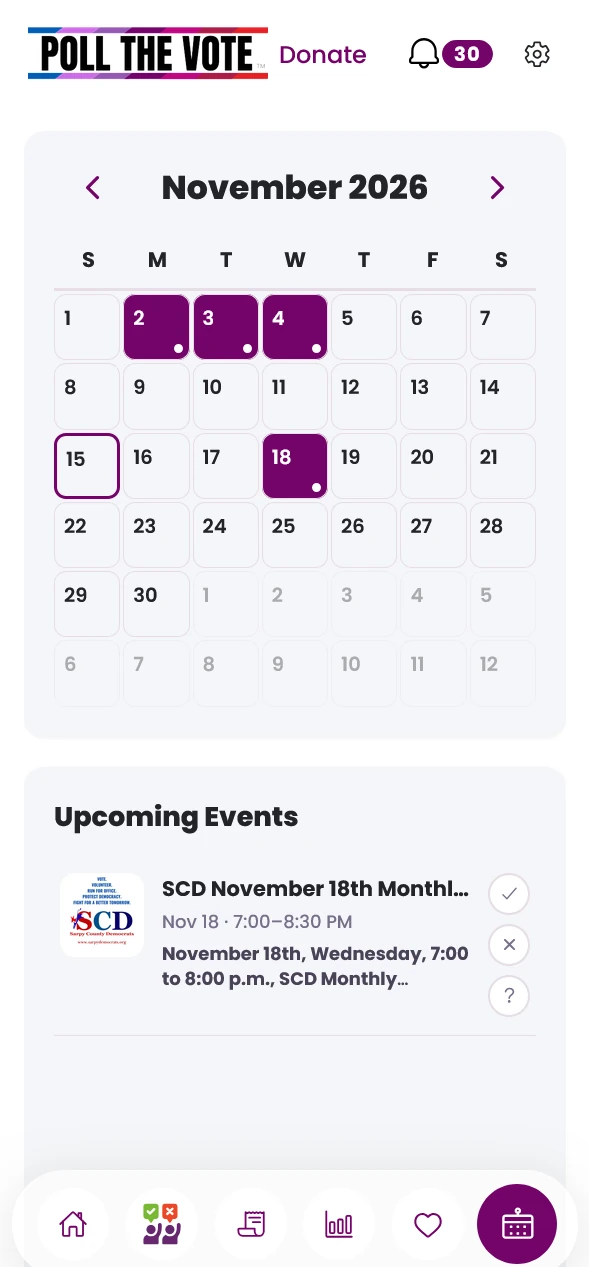 POLL THE VOTE TM Donate 30
November 2026
S M T W T F S
1 2 3 4 5 6 7
8 9 10 11 12 13 14
15 16 17 18 19 20 21
22 23 24 25 26 27 28
29 30 1 2 3 4 5
6 7 8 9 10 11 12
Upcoming Events
VOTE.
VOLUNTEER.
RUN FOR OFFICE.
PROTECT DEMOCRACY.
FIGHT FOR A BETTER TOMORROW.
SCD
Sarpy County Democrats
www.sarpydemocrats.org
SCD November 18th Monthl...
Nov 18 · 7:00–8:30 PM
November 18th, Wednesday, 7:00
to 8:00 p.m., SCD Monthly...
?